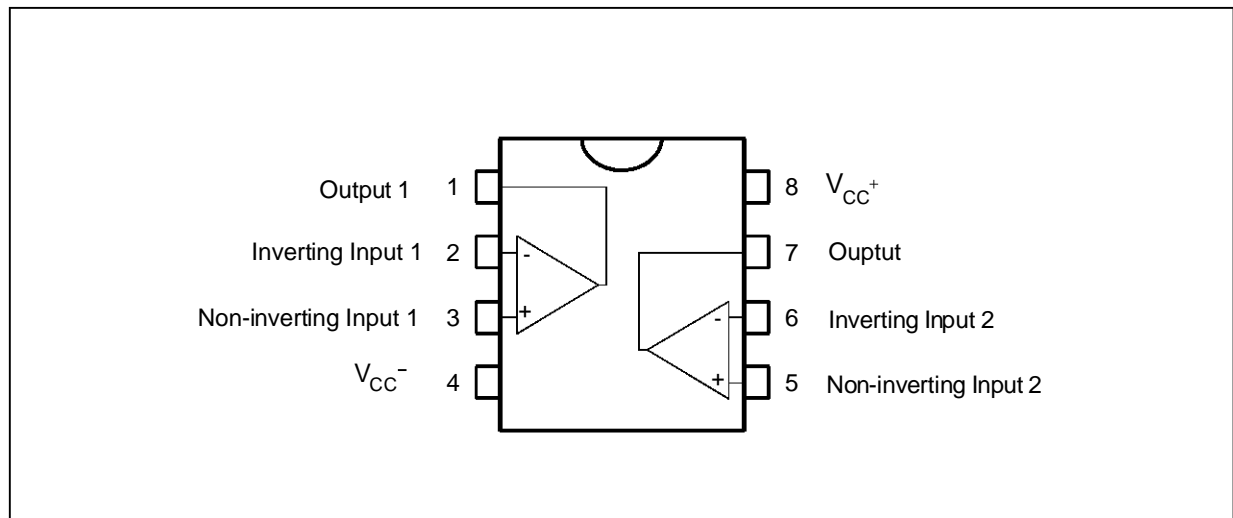 Output 1 1
Inverting Input 1 2
-
Non-inverting Input 1 3
+
VCC- 4
8 VCC+
7 Ouptut
6 Inverting Input 2
-
5 Non-inverting Input 2
+